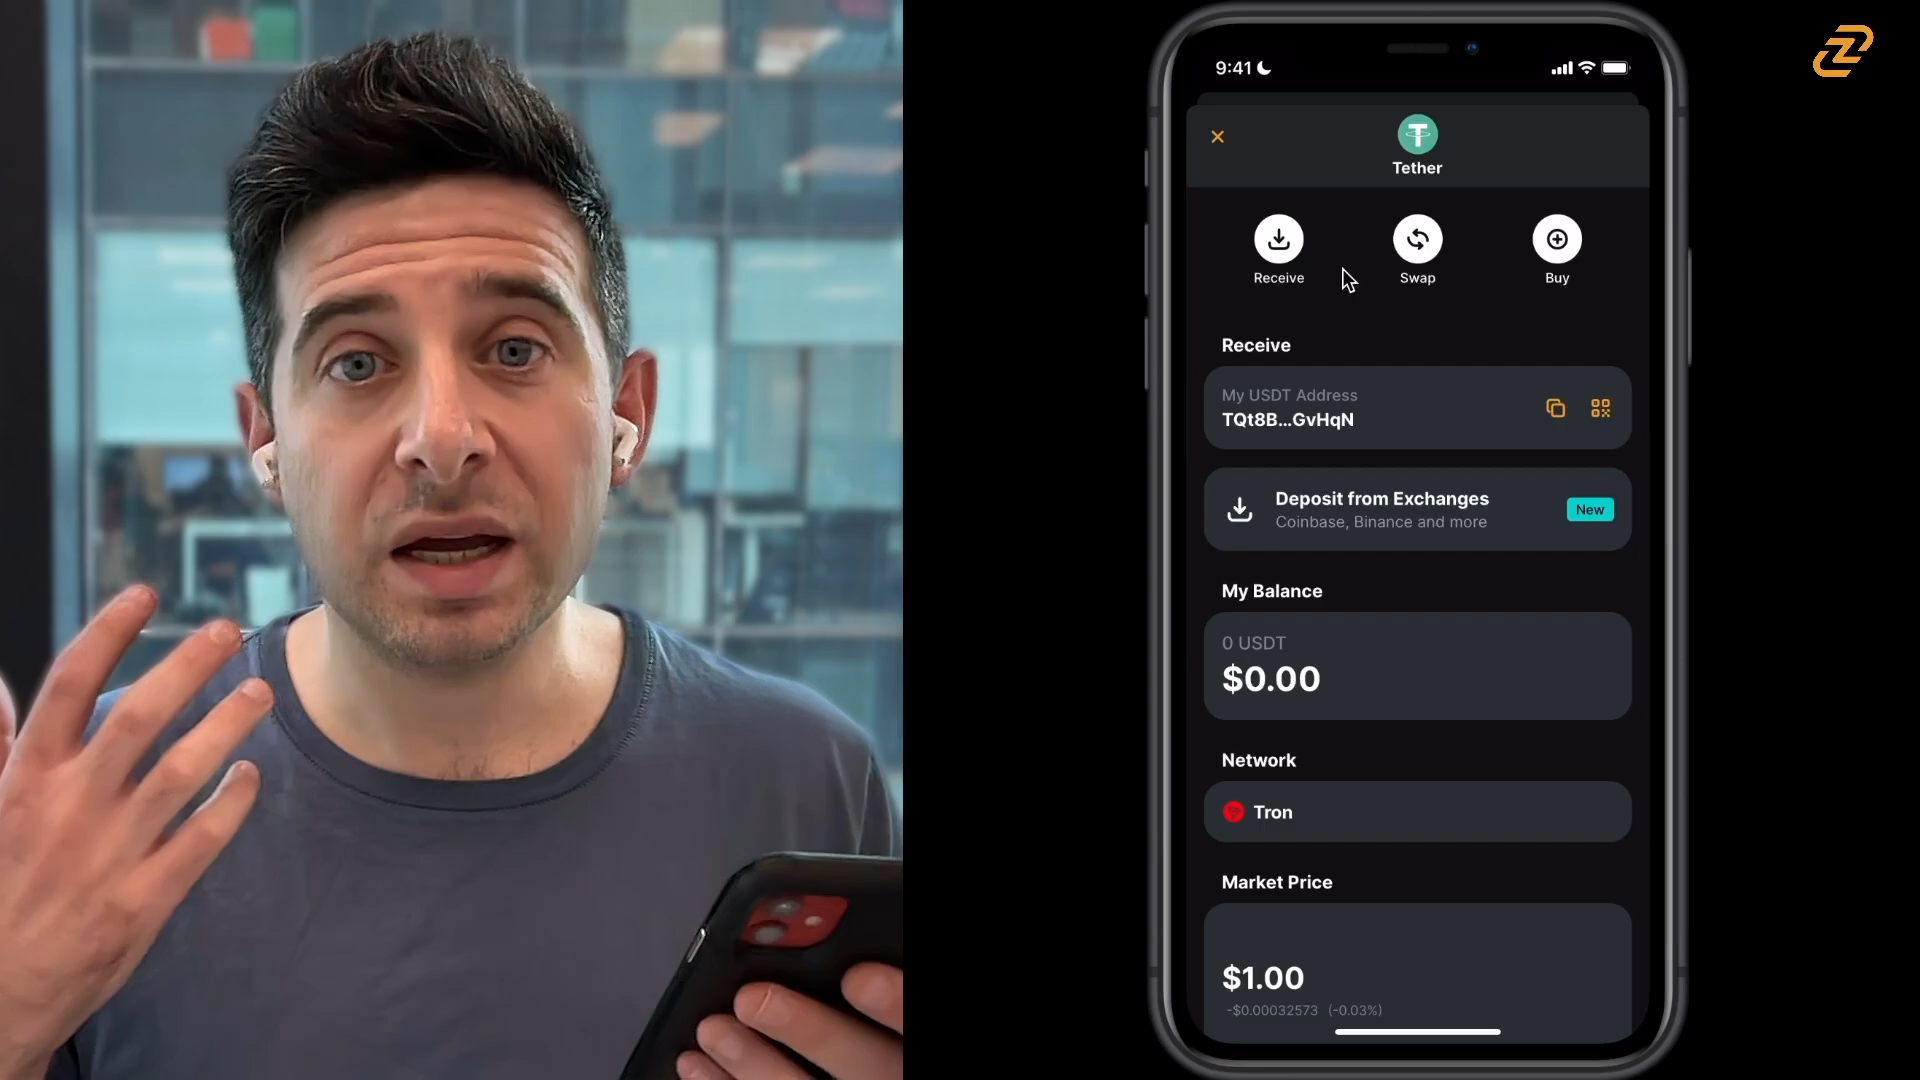 9:41
Tether
Receive
Swap
Buy
Receive
My USDT Address
TQt8B...GvHqN
Deposit from Exchanges
Coinbase, Binance and more
New
My Balance
0 USDT
$0.00
Network
Tron
Market Price
$1.00
-$0.00032573 (-0.03%)